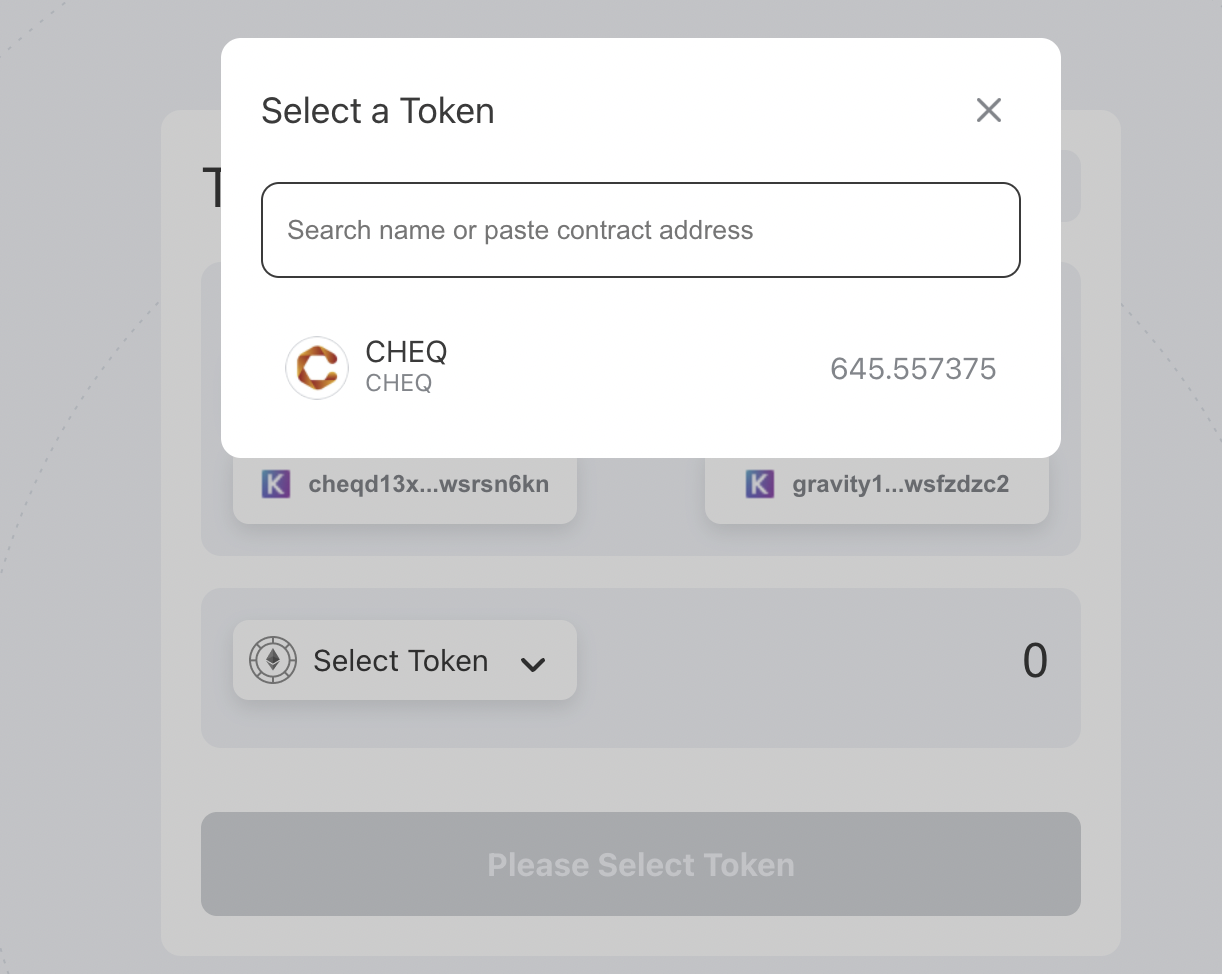 Select a Token
T
Search name or paste contract address
CHEQ
CHEQ
645.557375
K cheqd13x...wsrsn6kn
K gravity1...wsfzdzc2
Select Token
0
Please Select Token